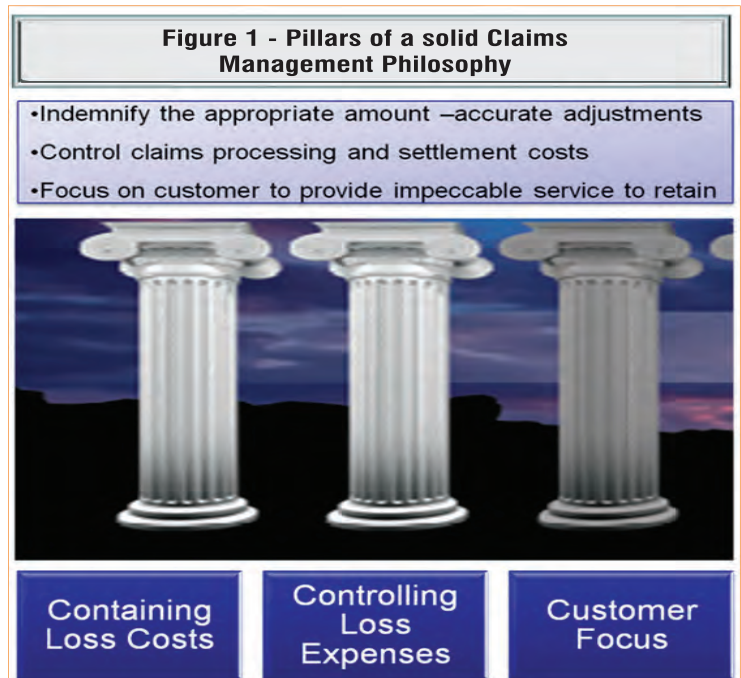 Figure 1 - Pillars of a solid Claims
Management Philosophy
•Indemnify the appropriate amount –accurate adjustments
•Control claims processing and settlement costs
•Focus on customer to provide impeccable service to retain
Containing
Loss Costs
Controlling
Loss
Expenses
Customer
Focus